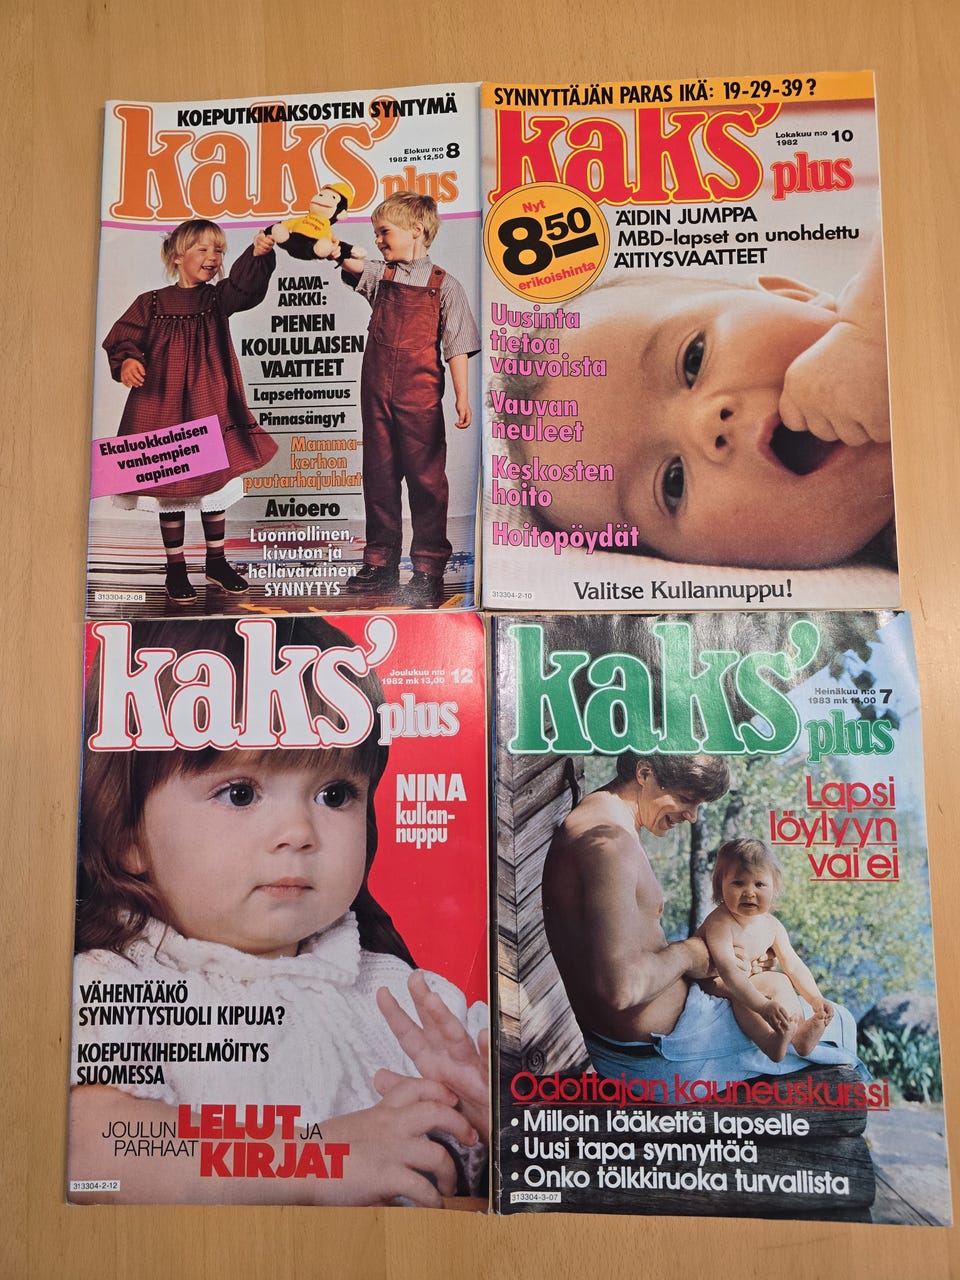 KOEPUTKIKAKSOSTEN SYNTYMÄ
kaks'
plus
Elokuu n:o
1982 mk 12,50 8
KAAVA-
ARKKI:
PIENEN
KOULULAISEN
VAATTEET
Lapsettomuus
Pinnasängyt
Mamma-
kerhon
puutarhajuhlat
Avioero
Luonnollinen,
kivuton ja
hellävarainen
SYNNYTYS
Ekaluokkalaisen
vanhempien
aapinen
313304-2-08
SYNNYTTÄJÄN PARAS IKÄ: 19-29-39?
kaks'
plus
Lokakuu n:o
1982 10
Nyt
850
erikoishinta
ÄIDIN JUMPPA
MBD-lapset on unohdettu
ÄITIYSVAATTEET
Uusinta
tietoa
vauvoista
Vauvan
neuleet
Keskosten
hoito
Hoitopöydät
Valitse Kullannuppu!
313304-2-10
kaks'
plus
Joulukuu n:o
1982 mk 13,00 12
NINA
kullan-
nuppu
VÄHENTÄÄKÖ
SYNNYTYSTUOLI KIPUJA?
KOEPUTKIHEDELMÖITYS
SUOMESSA
JOULUN LELUT JA
PARHAAT KIRJAT
313304-2-12
kaks'
plus
Heinäkuu n:o
1983 mk 14,00 7
Lapsi
löylyyn
vai ei
Odottajan kauneuskurssi
• Milloin lääkettä lapselle
• Uusi tapa synnyttää
• Onko tölkkiruoka turvallista
313304-3-07